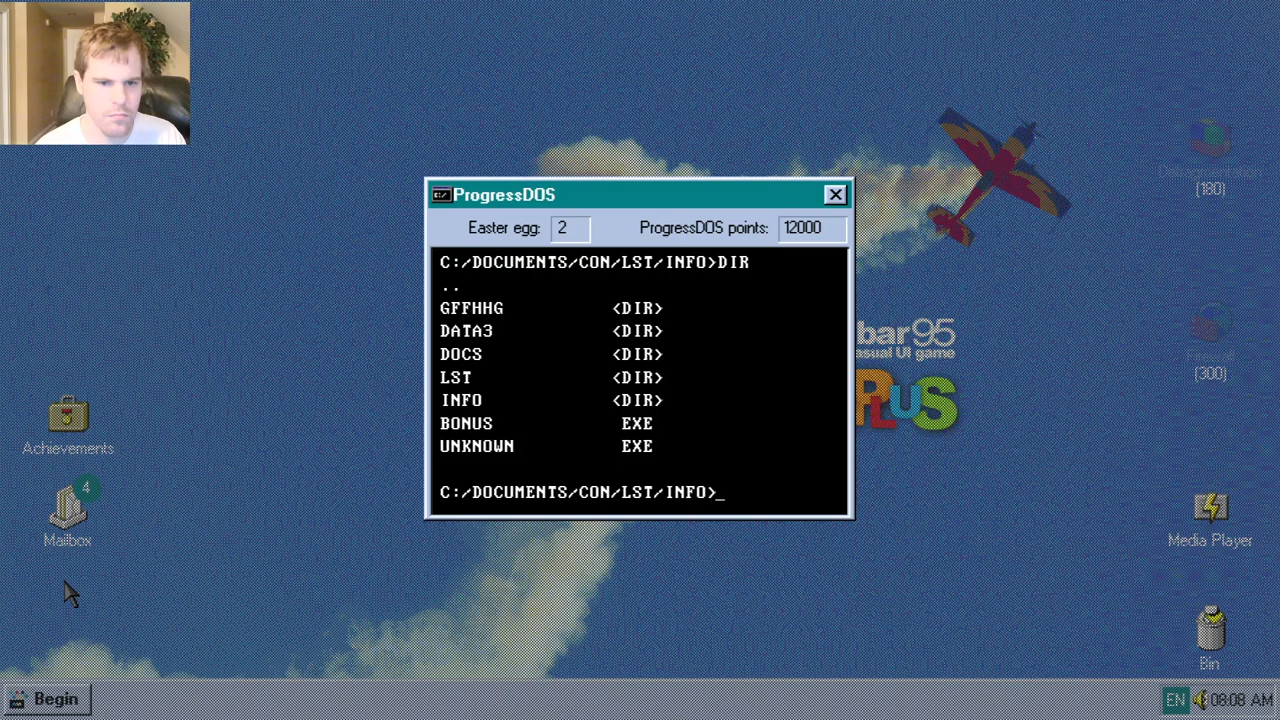 ProgressDOS
Easter egg: 2 ProgressDOS points: 12000
C:/DOCUMENTS/CON/LST/INFO>DIR
..
GFFHHG <DIR>
DATA3 <DIR>
DOCS <DIR>
LST <DIR>
INFO <DIR>
BONUS EXE
UNKNOWN EXE
C:/DOCUMENTS/CON/LST/INFO>_
(180)
bar95
asual UI game
PLUS
Firewall
(300)
Achievements
4
Mailbox
Media Player
Bin
Begin
EN 08:08 AM